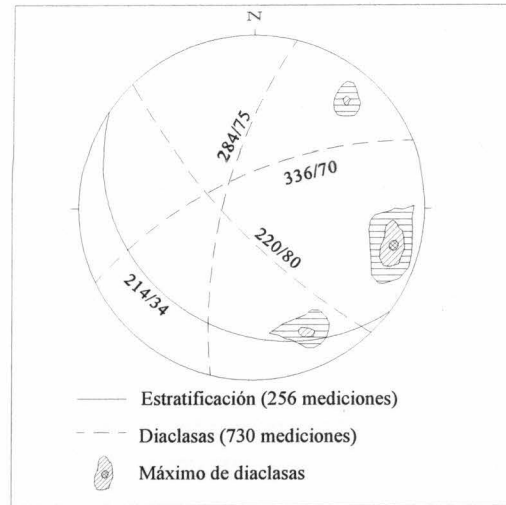 N
284/75
336/70
220/80
214/34
Estratificación (256 mediciones)
Diaclasas (730 mediciones)
Máximo de diaclasas